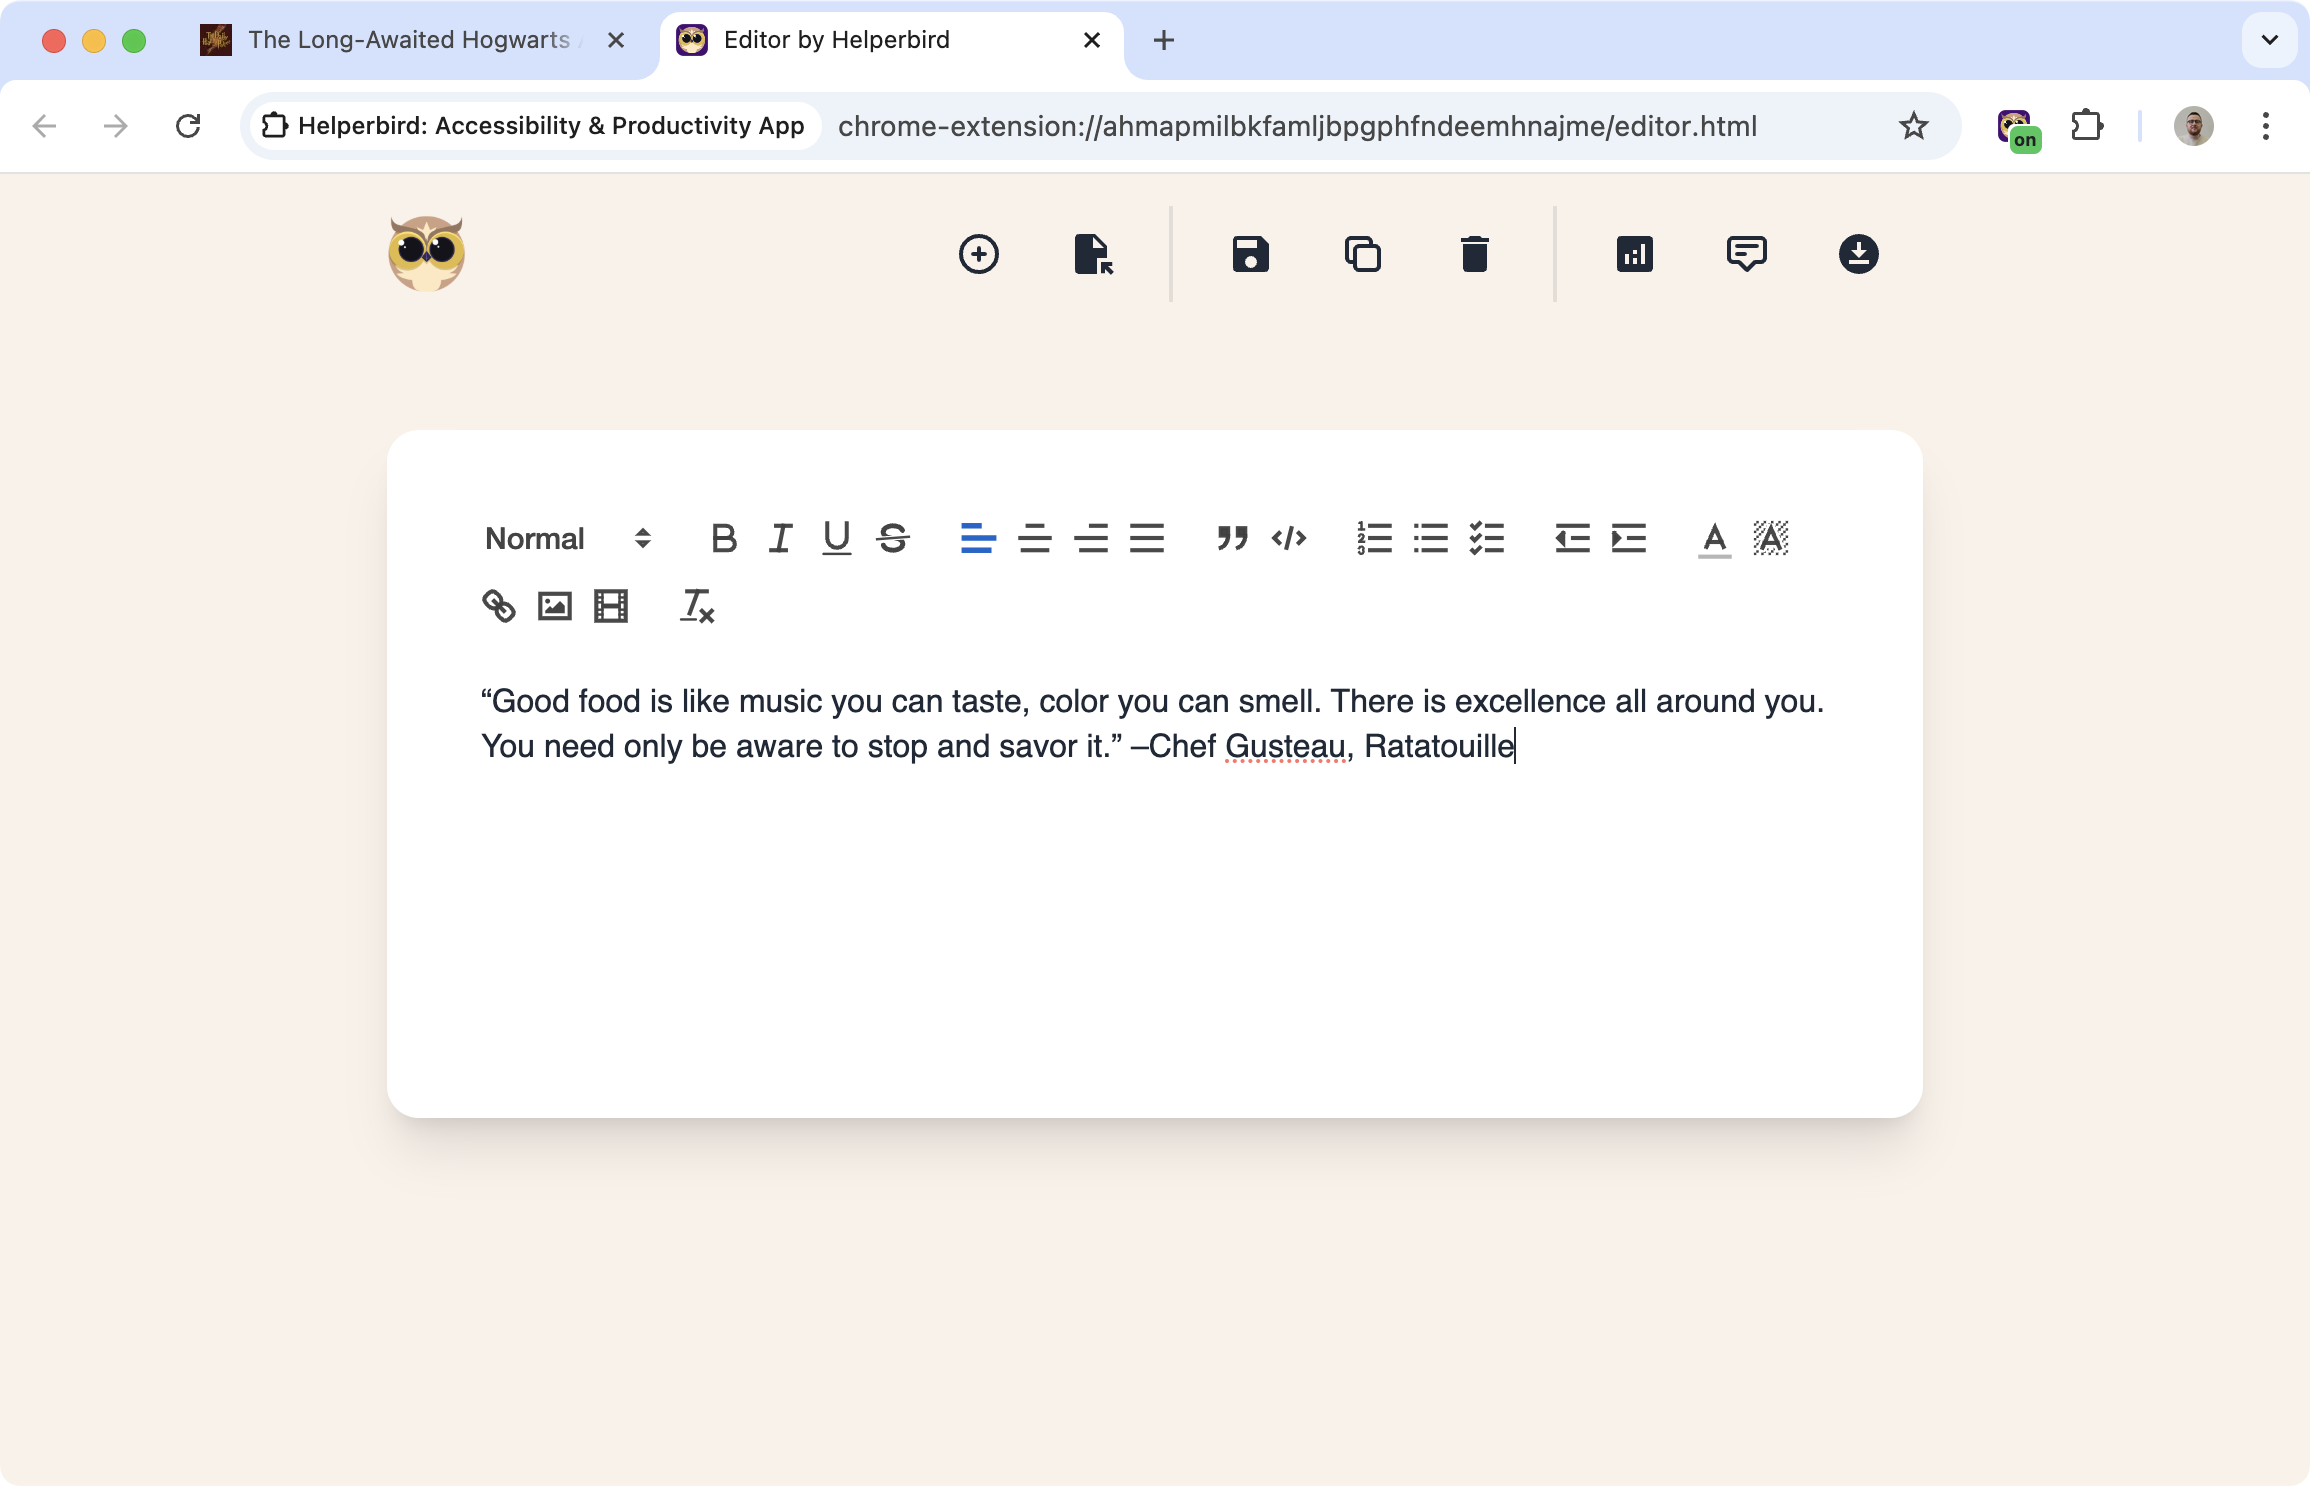 The Long-Awaited Hogwarts
Editor by Helperbird
Helperbird: Accessibility & Productivity App
chrome-extension://ahmapmilbkfamljbpgphfndeemhnajme/editor.html
on
Normal
“Good food is like music you can taste, color you can smell. There is excellence all around you.
You need only be aware to stop and savor it.” –Chef Gusteau, Ratatouille